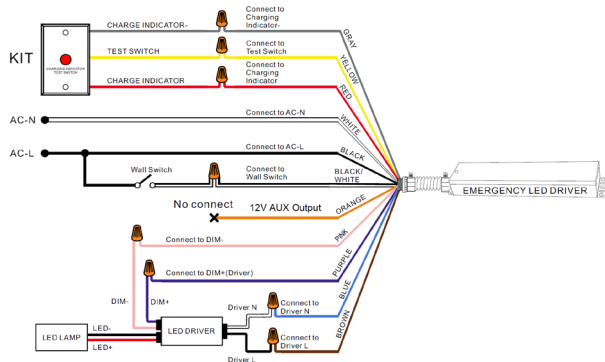 CHARGE INDICATOR-
Connect to
Charging
Indicator-
GRAY
KIT
TEST SWITCH
Connect to
Test Switch
YELLOW
CHARGING INDICATOR
TEST SWITCH
CHARGE INDICATOR
Connect to
Charging
Indicator
RED
AC-N
Connect to AC-N
WHITE
AC-L
Connect to AC-L
BLACK
Wall Switch
Connect to
Wall Switch
BLACK/
WHITE
EMERGENCY LED DRIVER
No connect
12V AUX Output
ORANGE
Connect to DIM-
PINK
Connect to DIM+(Driver)
PURPLE
DIM-
DIM+
BLUE
Driver N
Connect to
Driver N
BROWN
LED LAMP
LED-
LED+
LED DRIVER
Connect to
Driver L
Driver L